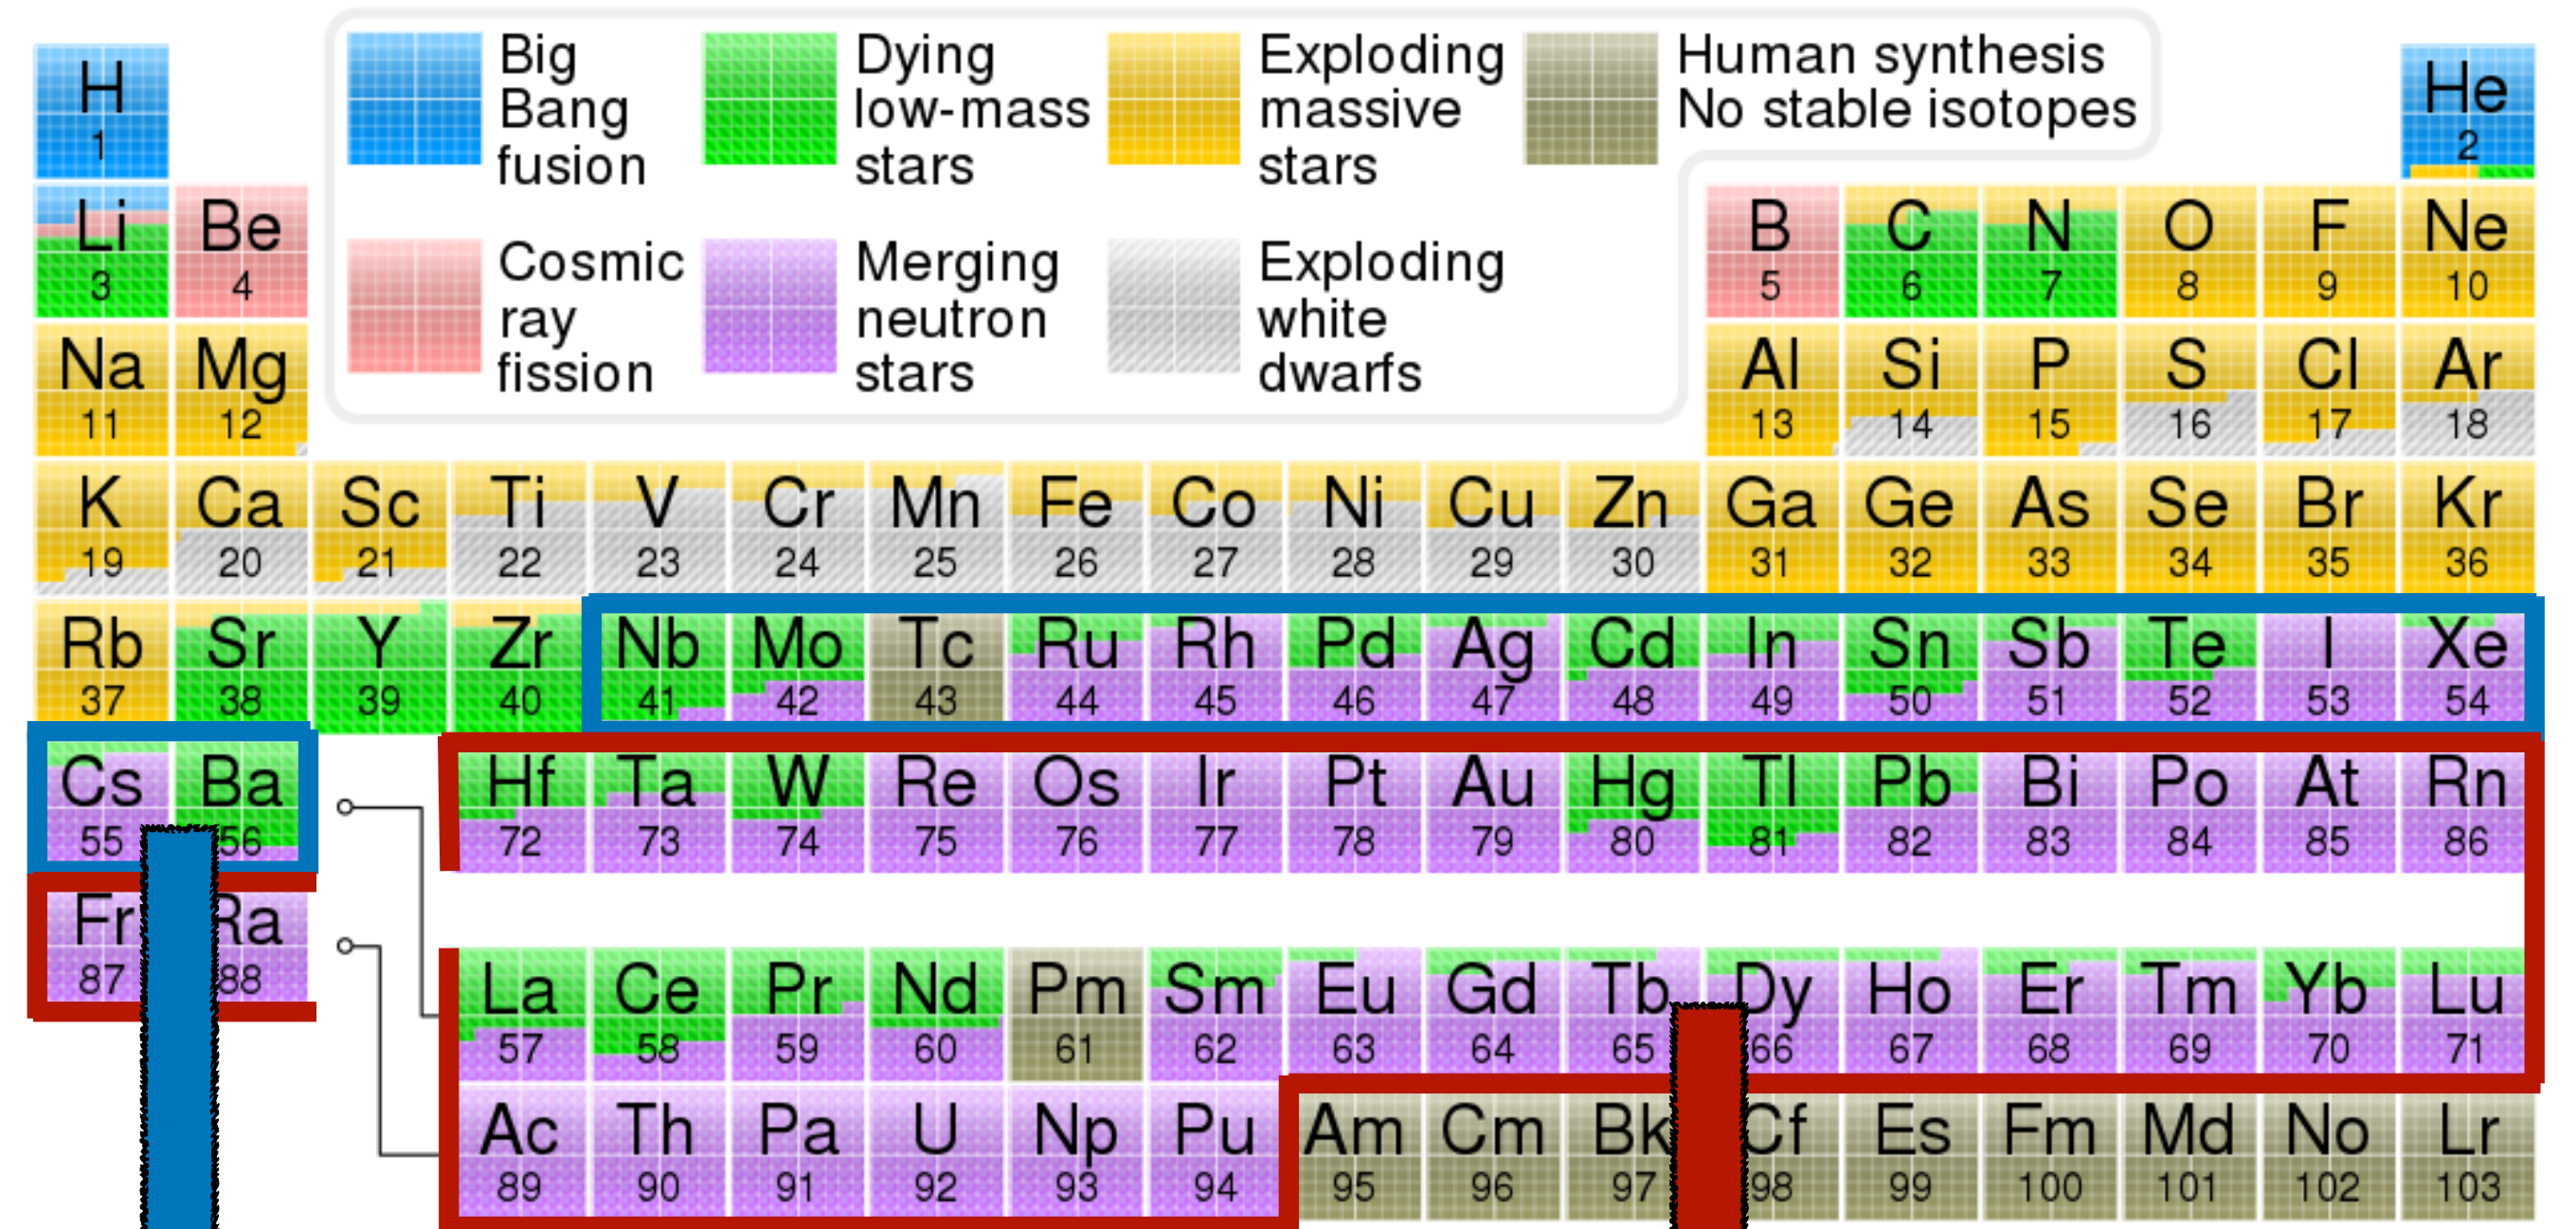 Big Bang fusion
Dying low-mass stars
Exploding massive stars
Human synthesis
No stable isotopes
Cosmic ray fission
Merging neutron stars
Exploding white dwarfs
H He
1 2
Li Be B C N O F Ne
3 4 5 6 7 8 9 10
Na Mg Al Si P S Cl Ar
11 12 13 14 15 16 17 18
K Ca Sc Ti V Cr Mn Fe Co Ni Cu Zn Ga Ge As Se Br Kr
19 20 21 22 23 24 25 26 27 28 29 30 31 32 33 34 35 36
Rb Sr Y Zr Nb Mo Tc Ru Rh Pd Ag Cd In Sn Sb Te I Xe
37 38 39 40 41 42 43 44 45 46 47 48 49 50 51 52 53 54
Cs Ba Hf Ta W Re Os Ir Pt Au Hg Tl Pb Bi Po At Rn
55 56 72 73 74 75 76 77 78 79 80 81 82 83 84 85 86
Fr Ra
87 88
La Ce Pr Nd Pm Sm Eu Gd Tb Dy Ho Er Tm Yb Lu
57 58 59 60 61 62 63 64 65 66 67 68 69 70 71
Ac Th Pa U Np Pu Am Cm Bk Cf Es Fm Md No Lr
89 90 91 92 93 94 95 96 97 98 99 100 101 102 103